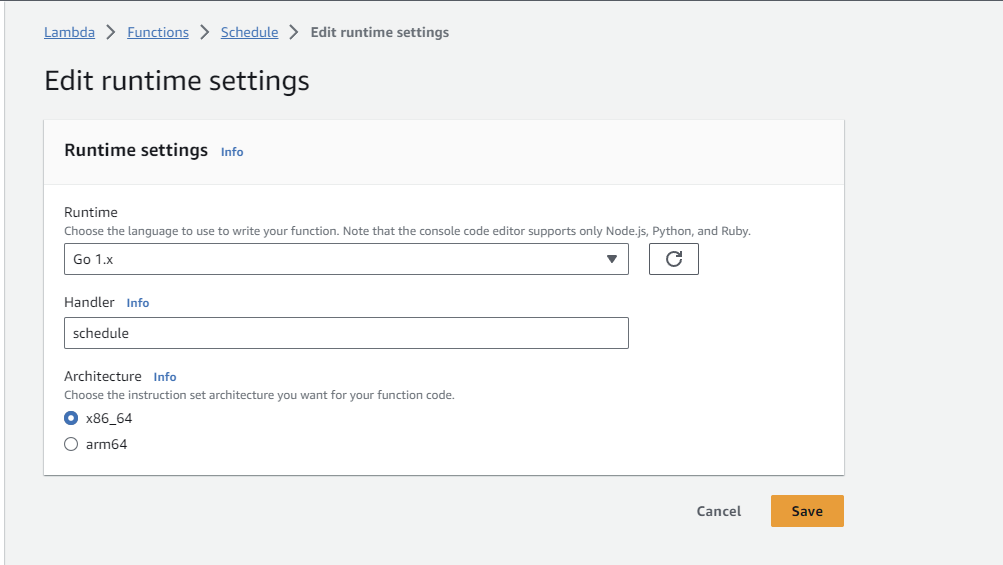 Lambda > Functions > Schedule > Edit runtime settings
Edit runtime settings
Runtime settings Info
Runtime
Choose the language to use to write your function. Note that the console code editor supports only Node.js, Python, and Ruby.
Go 1.x
Handler Info
schedule
Architecture Info
Choose the instruction set architecture you want for your function code.
x86_64
arm64
Cancel Save